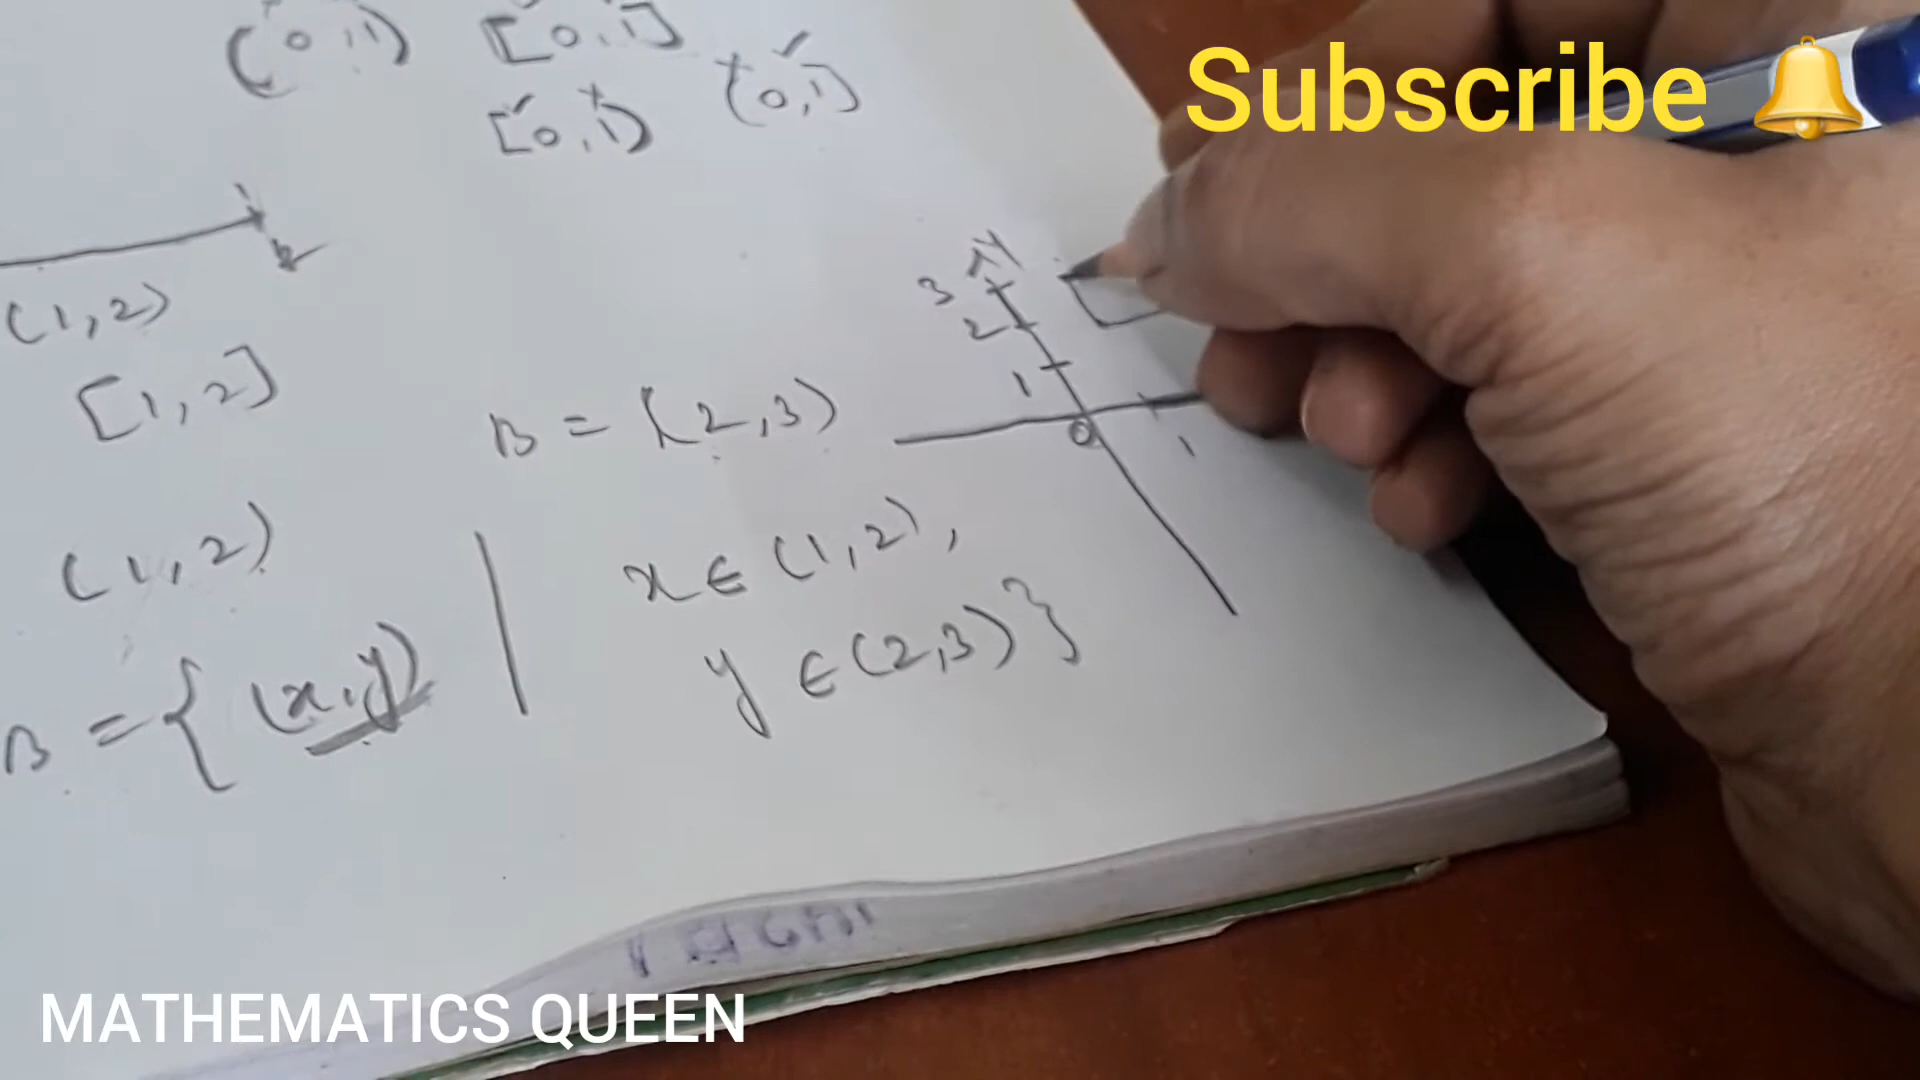 Subscribe 🔔
(0,1) [0,1]
[0,1) (0,1]
(1,2)
[1,2]
B = (2,3)
(1,2)
x ∈ (1,2),
B = { (x,y) |
y ∈ (2,3) }
y
3
2
1
0
1
MATHEMATICS QUEEN